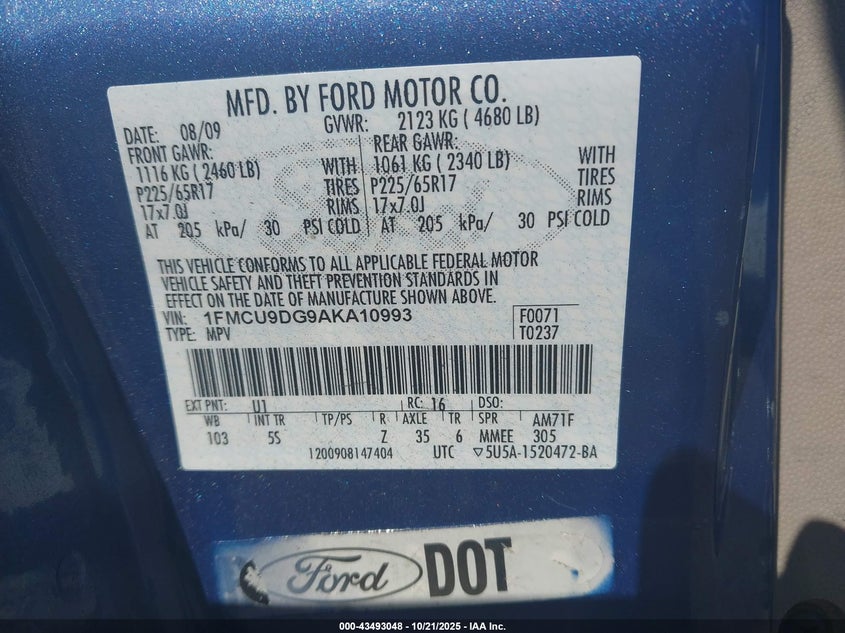 MFD. BY FORD MOTOR CO.
DATE: 08/09 GVWR: 2123 KG ( 4680 LB)
FRONT GAWR: REAR GAWR:
1116 KG ( 2460 LB) WITH 1061 KG ( 2340 LB) WITH
P225/65R17 TIRES P225/65R17 TIRES
17x7.0J RIMS 17x7.0J RIMS
AT 205 kPa/ 30 PSI COLD AT 205 kPa/ 30 PSI COLD
THIS VEHICLE CONFORMS TO ALL APPLICABLE FEDERAL MOTOR
VEHICLE SAFETY AND THEFT PREVENTION STANDARDS IN
EFFECT ON THE DATE OF MANUFACTURE SHOWN ABOVE.
VIN: 1FMCU9DG9AKA10993 F0071
TYPE: MPV T0237
EXT PNT: U1 RC: 16 DSO:
WB INT TR TP/PS R AXLE TR SPR AM71F
103 5S Z 35 6 MMEE 305
1200908147404 UTC ▽5U5A-1520472-BA
Ford DOT
000-43493048 - 10/21/2025 - IAA Inc.